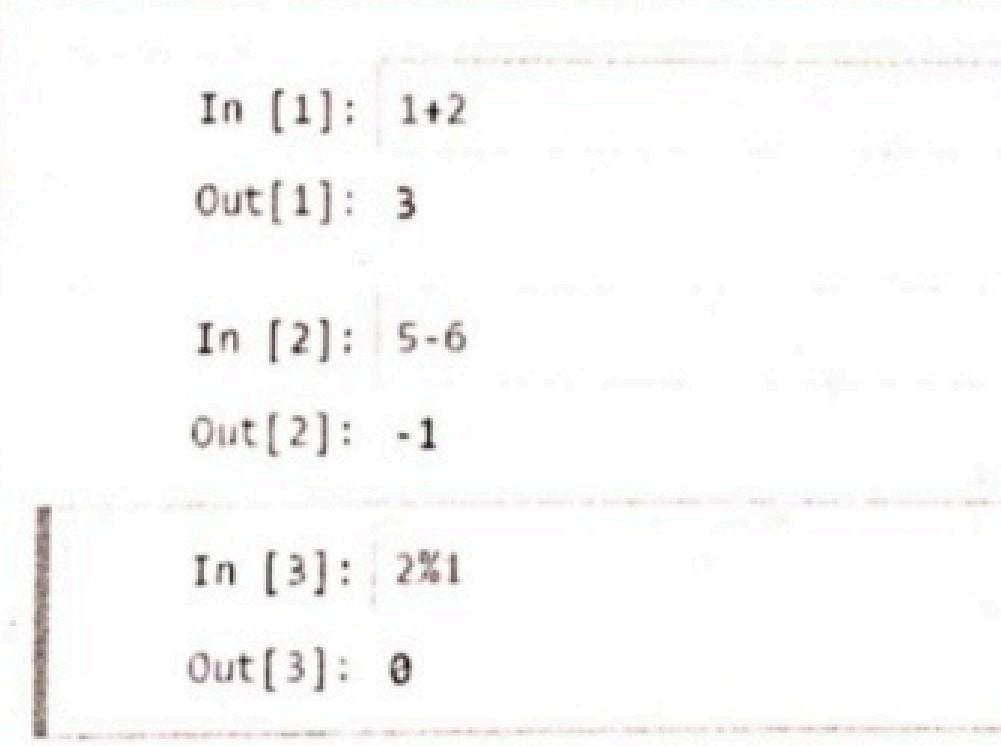 In [1]: 1+2
Out[1]: 3
In [2]: 5-6
Out[2]: -1
In [3]: 2%1
Out[3]: 0